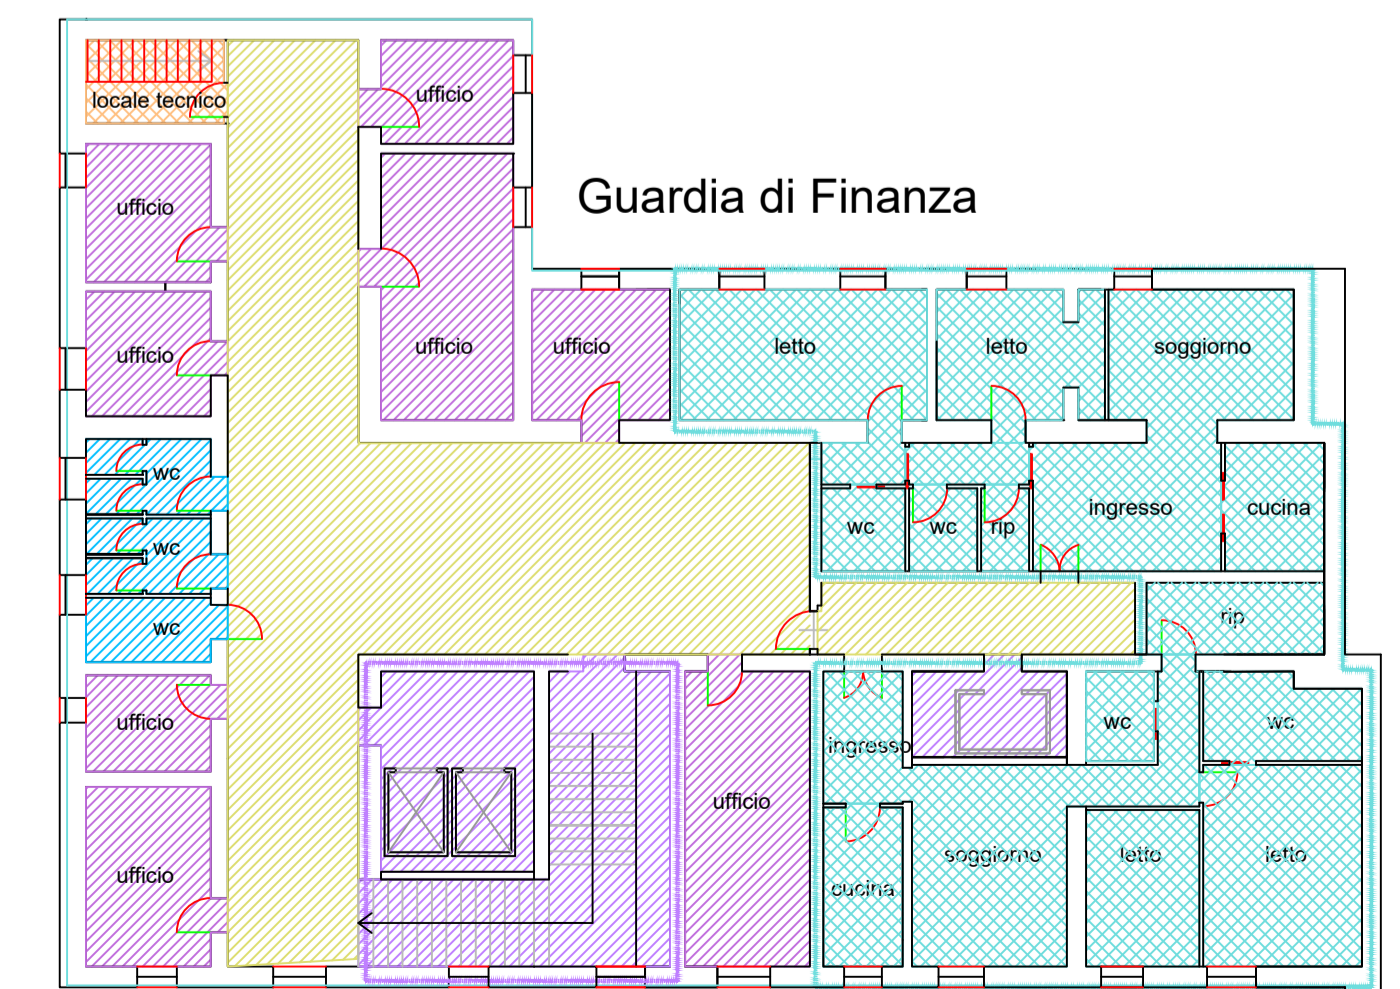 ufficio
locale tecnico
Guardia di Finanza
ufficio
ufficio
ufficio
ufficio
letto
letto
soggiorno
wc
wc
wc
rip
ingresso
cucina
wc
rip
wc
ufficio
wc
wc
ingresso
ufficio
soggiorno
letto
letto
ufficio
cucina